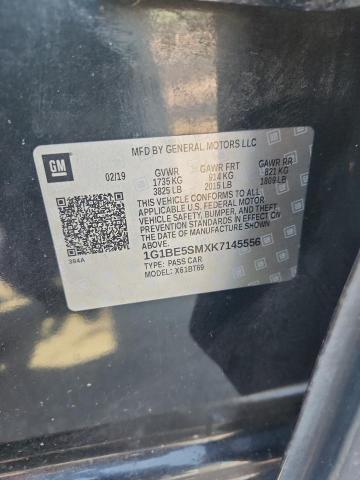 GM
MFD BY GENERAL MOTORS LLC
02/19 GVWR GAWR FRT GAWR RR
1735 KG 914 KG 821 KG
3825 LB 2015 LB 1809 LB
THIS VEHICLE CONFORMS TO ALL
APPLICABLE U.S. FEDERAL MOTOR
VEHICLE SAFETY, BUMPER, AND THEFT
PREVENTION STANDARDS IN EFFECT ON
THE DATE OF MANUFACTURE SHOWN ABOVE.
1G1BE5SMXK7145556
384A TYPE: PASS CAR
MODEL: X61BT69